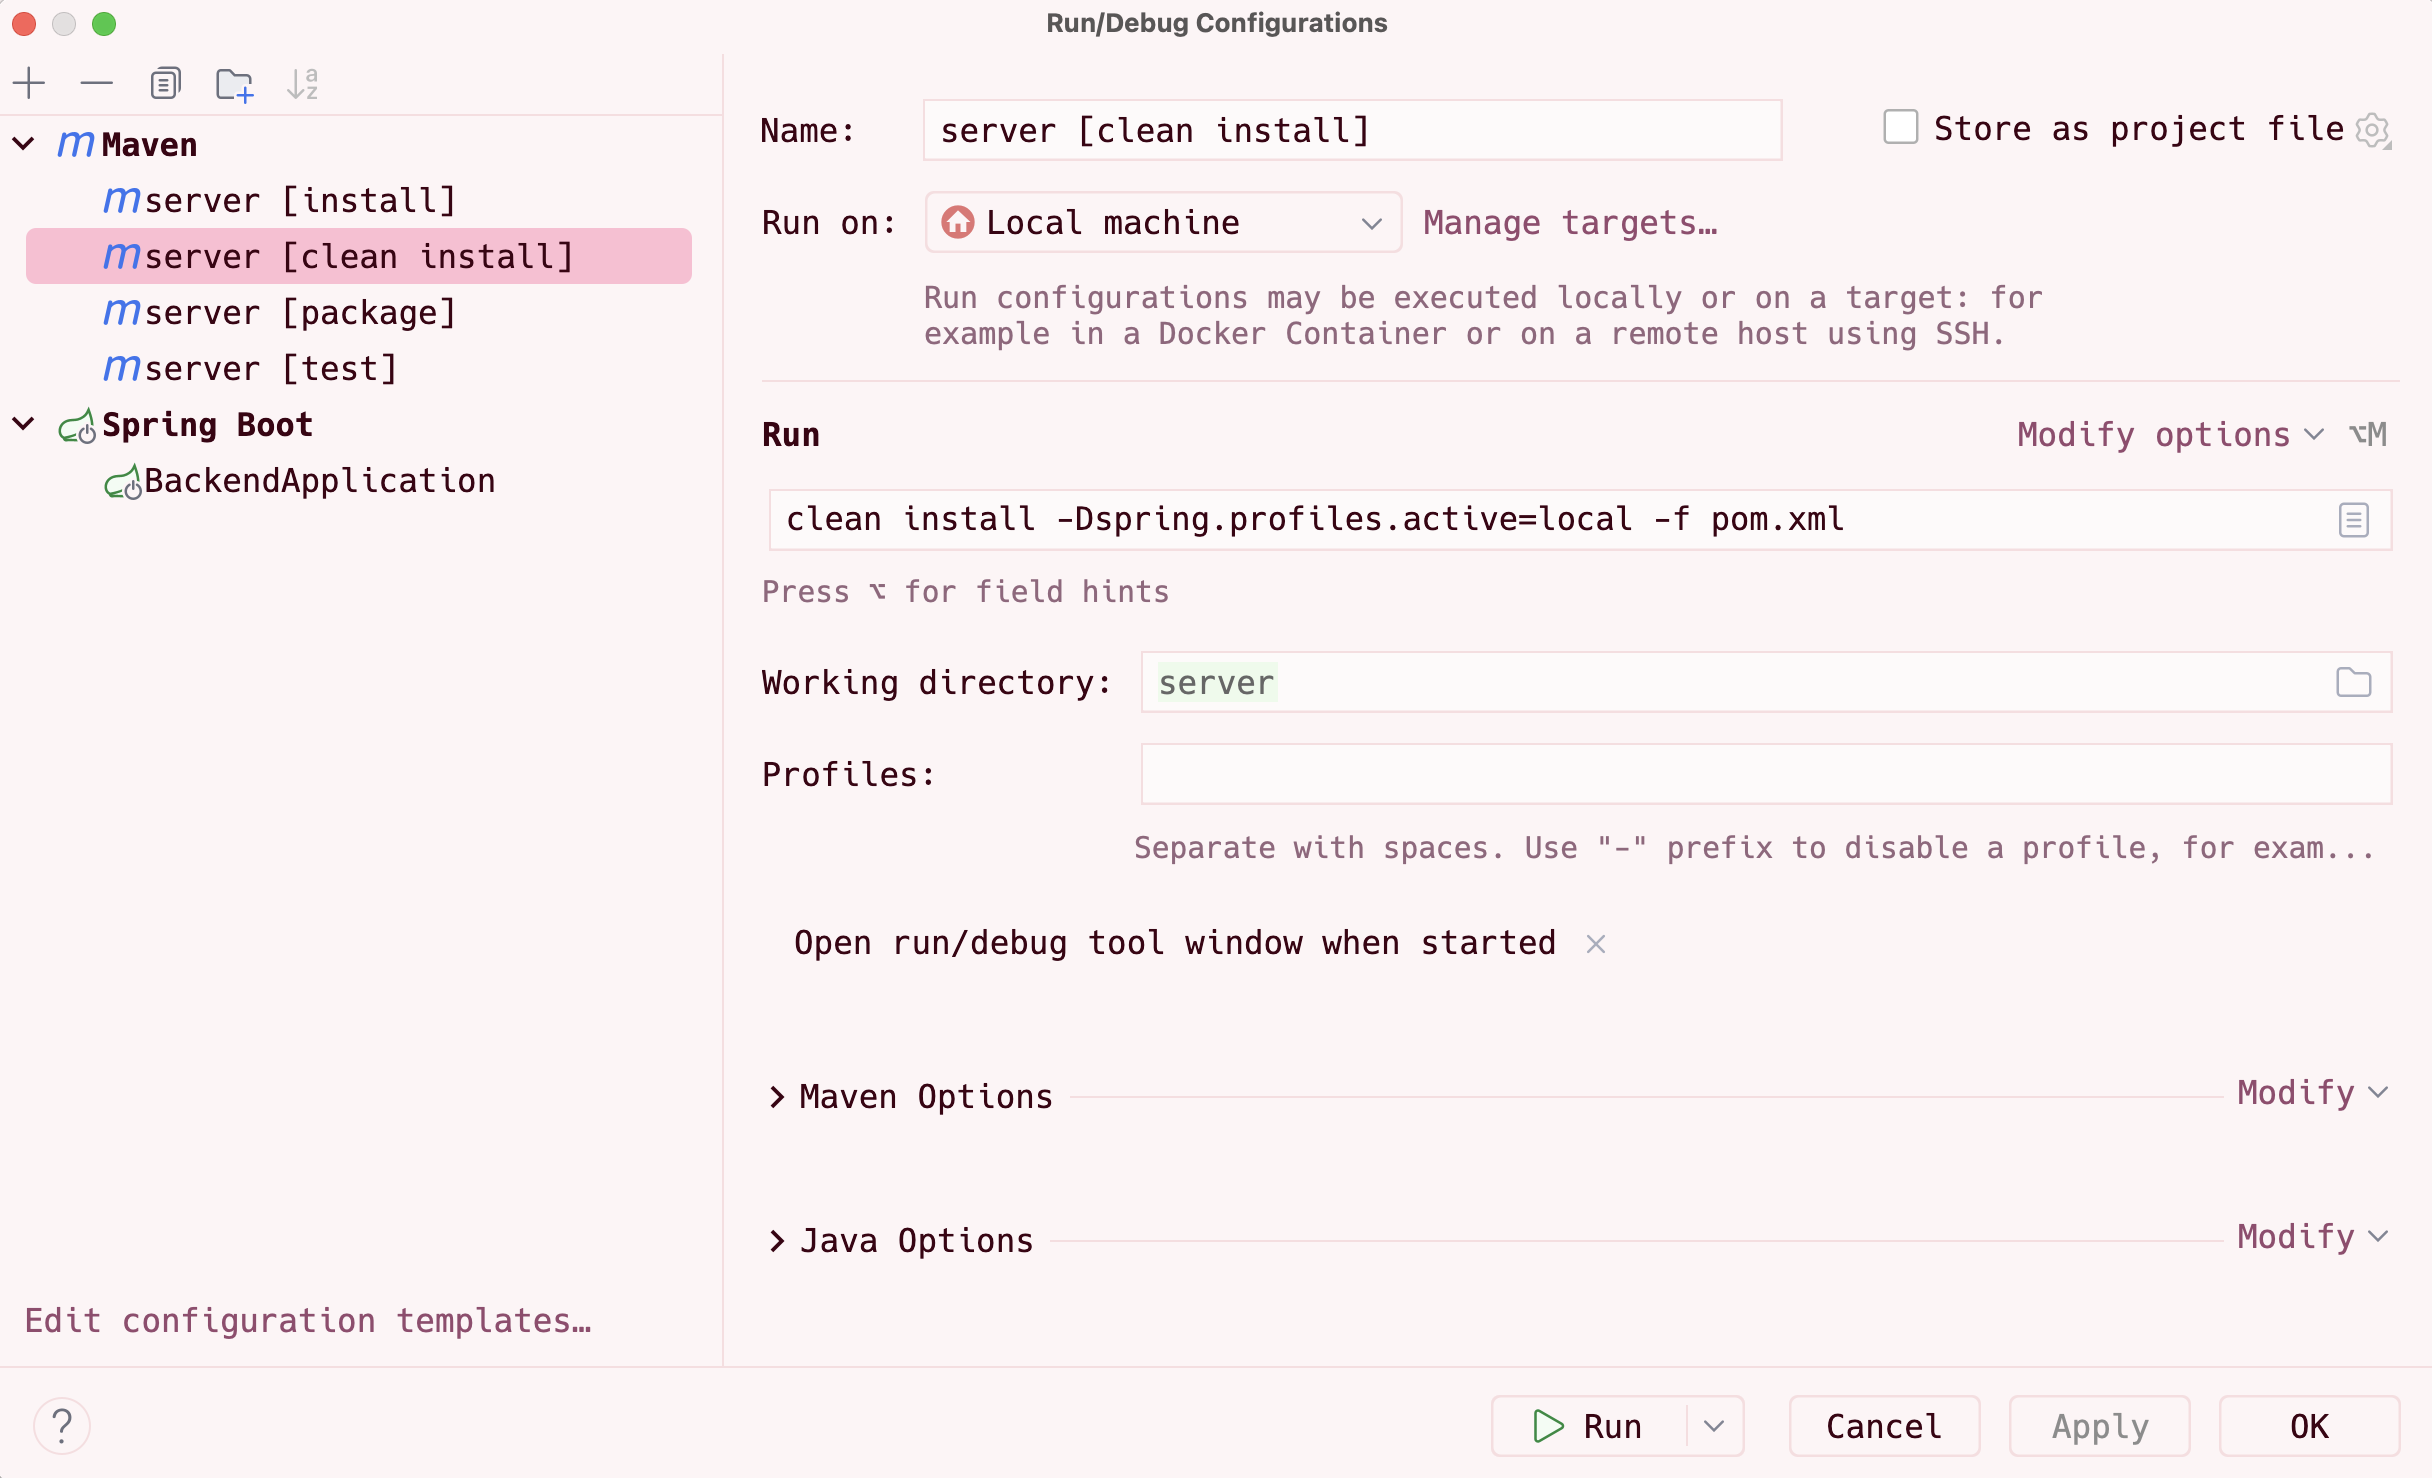 Run/Debug Configurations
Maven
server [install]
server [clean install]
server [package]
server [test]
Spring Boot
BackendApplication
Edit configuration templates…
Name: server [clean install]
Store as project file
Run on: Local machine Manage targets…
Run configurations may be executed locally or on a target: for
example in a Docker Container or on a remote host using SSH.
Run
Modify options ⌥M
clean install -Dspring.profiles.active=local -f pom.xml
Press ⌥ for field hints
Working directory: server
Profiles:
Separate with spaces. Use "-" prefix to disable a profile, for exam...
Open run/debug tool window when started
Maven Options Modify
Java Options Modify
? Run Cancel Apply OK